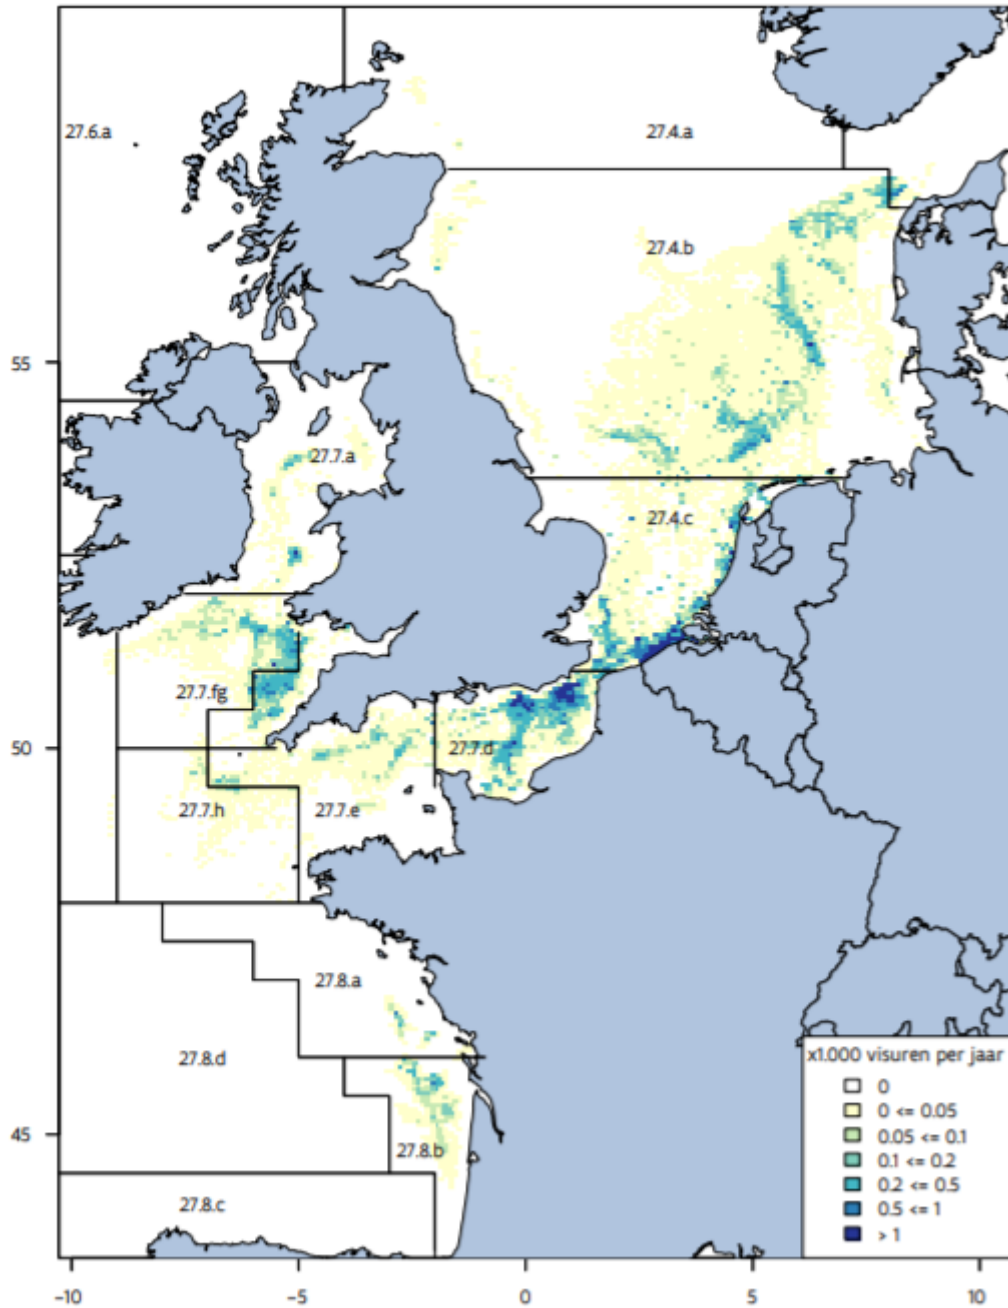 27.6.a
27.4.a
27.4.b
55
27.7.a
27.4.c
27.7.fg
50
27.7.d
27.7.h
27.7.e
27.8.a
27.8.d
x1.000 visuren per jaar
0
0 <= 0.05
0.05 <= 0.1
0.1 <= 0.2
0.2 <= 0.5
0.5 <= 1
> 1
45
27.8.b
27.8.c
-10
-5
0
5
10